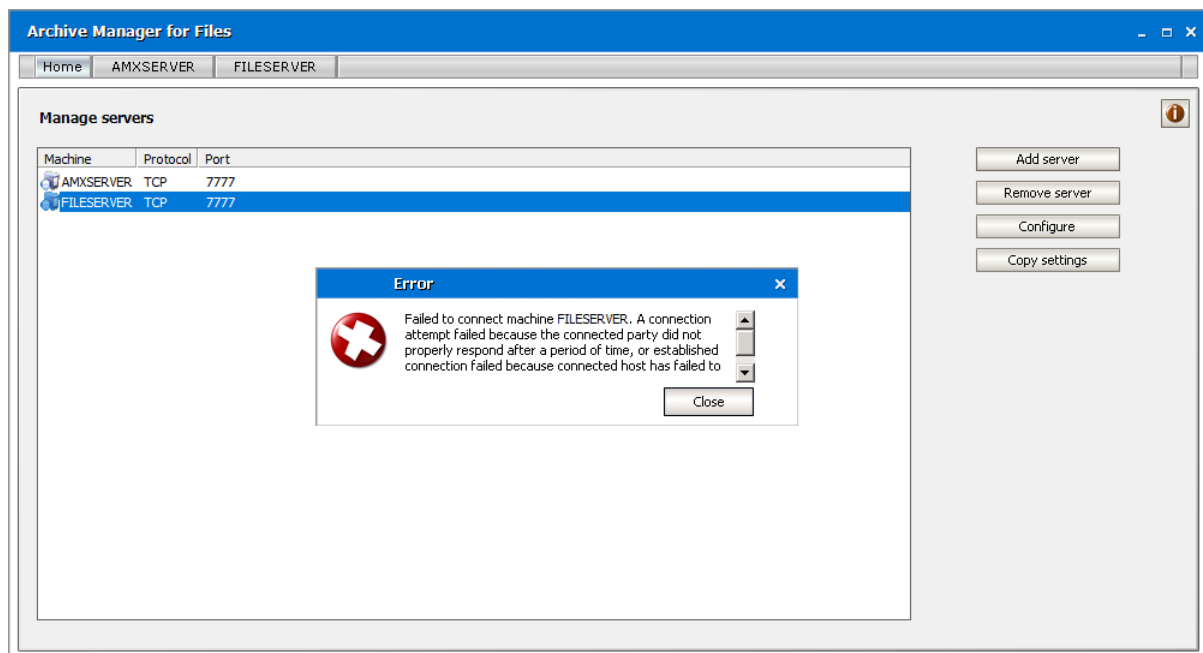 Archive Manager for Files
Home AMXSERVER FILESERVER
Manage servers
Machine Protocol Port
AMXSERVER TCP 7777
FILESERVER TCP 7777
Add server
Remove server
Configure
Copy settings
Error
Failed to connect machine FILESERVER. A connection
attempt failed because the connected party did not
properly respond after a period of time, or established
connection failed because connected host has failed to
Close